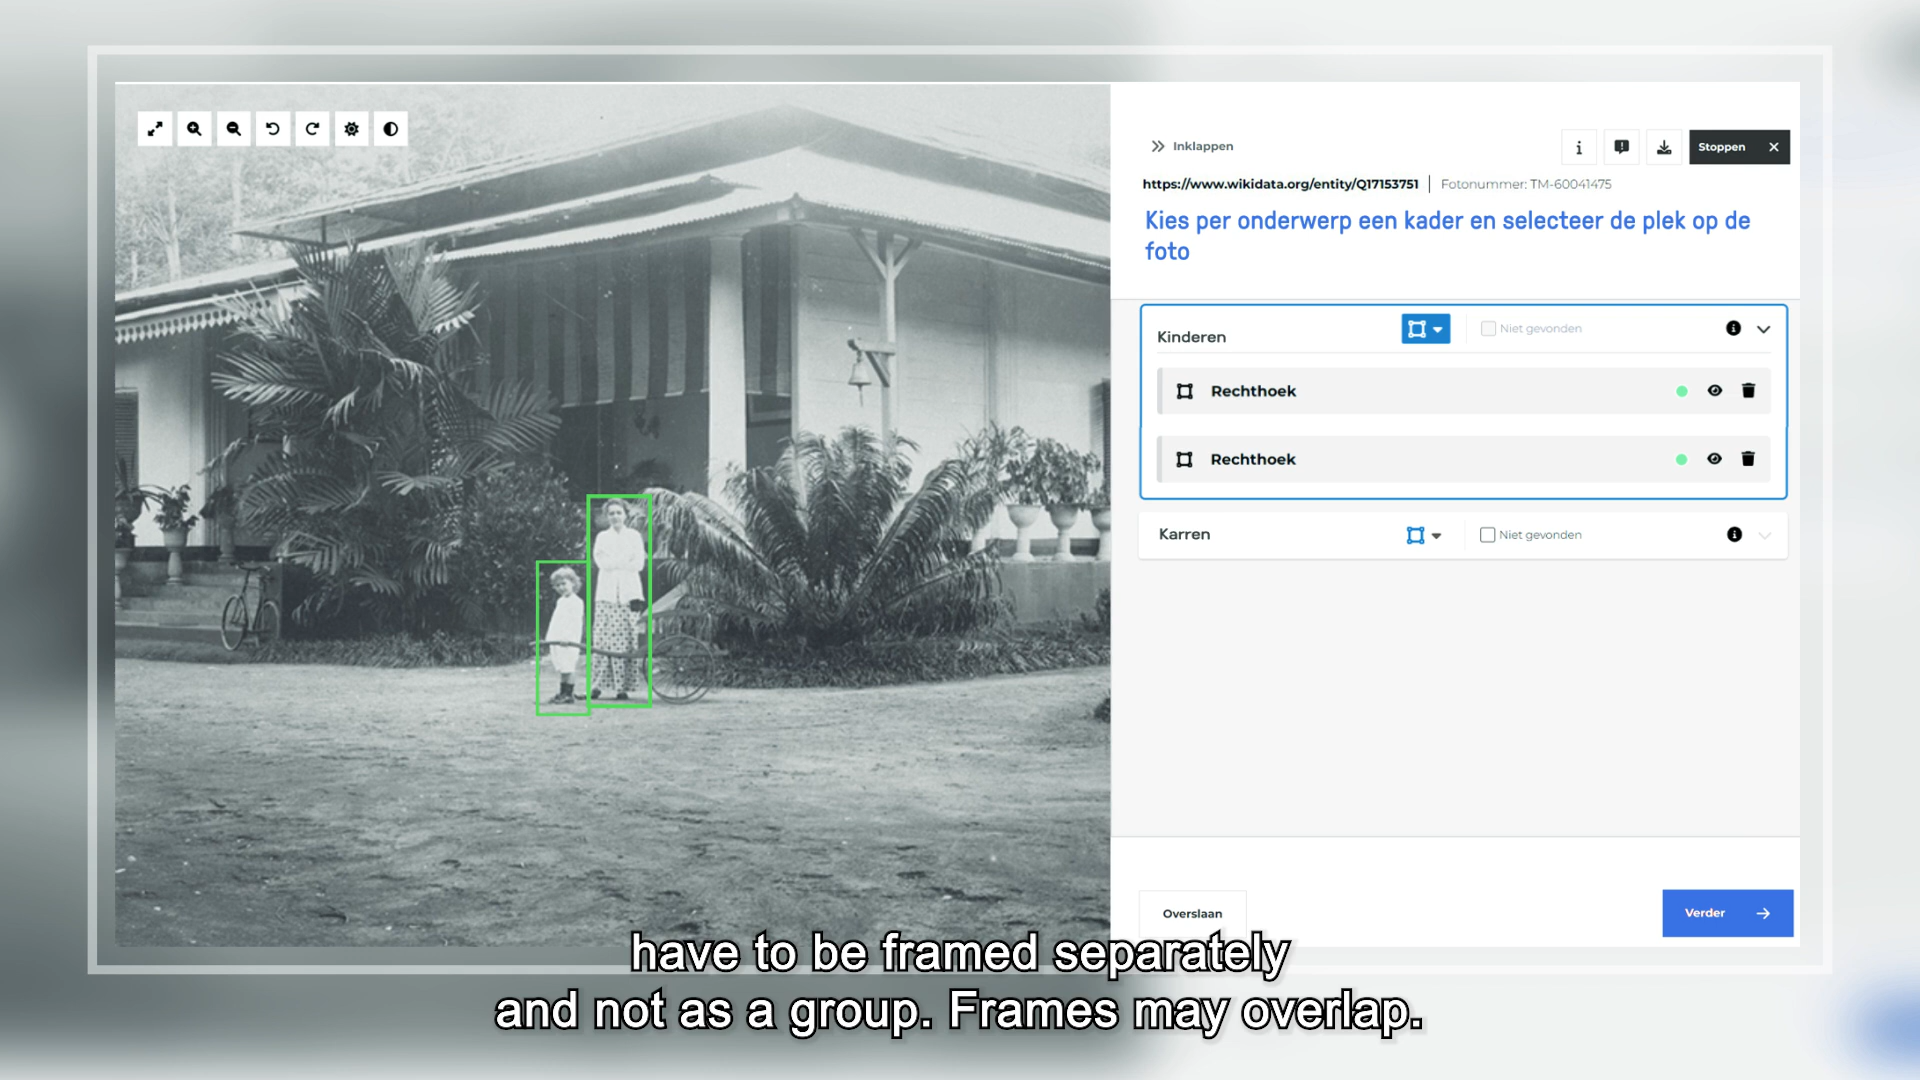 Inklappen
Stoppen
https://www.wikidata.org/entity/Q17153751 | Fotonummer: TM-60041475
Kies per onderwerp een kader en selecteer de plek op de
foto
Kinderen
Niet gevonden
Rechthoek
Rechthoek
Karren
Niet gevonden
Overslaan
Verder
have to be framed separately
and not as a group. Frames may overlap.